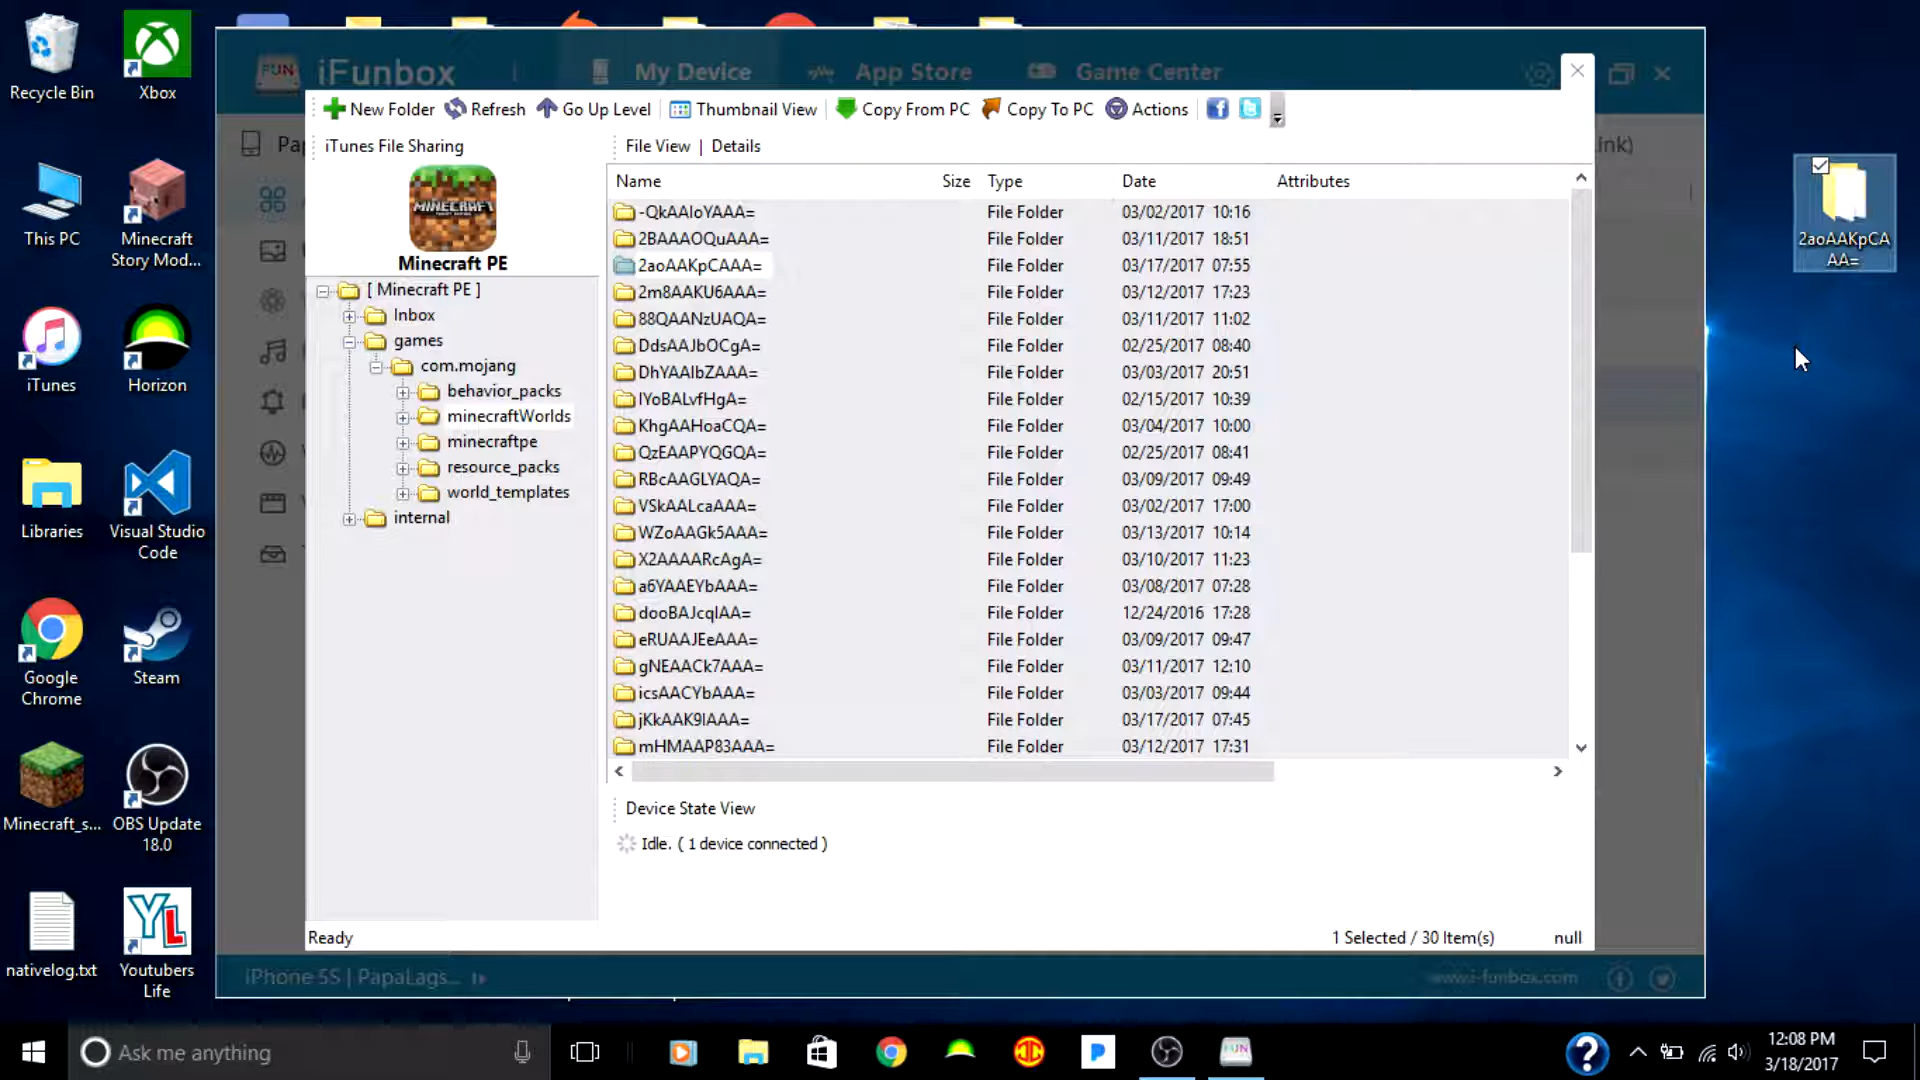 Recycle Bin
Xbox
This PC
Minecraft
Story Mod...
iTunes
Horizon
Libraries
Visual Studio
Code
Google
Chrome
Steam
Minecraft_s...
OBS Update
18.0
nativelog.txt
Youtubers
Life
FUN
iFunbox
My Device
App Store
Game Center
New Folder
Refresh
Go Up Level
Thumbnail View
Copy From PC
Copy To PC
Actions
iTunes File Sharing
MINECRAFT
Minecraft PE
[ Minecraft PE ]
Inbox
games
com.mojang
behavior_packs
minecraftWorlds
minecraftpe
resource_packs
world_templates
internal
File View | Details
Name Size Type Date Attributes
-QkAAIoYAAA= File Folder 03/02/2017 10:16
2BAAAOQuAAA= File Folder 03/11/2017 18:51
2aoAAKpCAAA= File Folder 03/17/2017 07:55
2m8AAKU6AAA= File Folder 03/12/2017 17:23
88QAANzUAQA= File Folder 03/11/2017 11:02
DdsAAJbOCgA= File Folder 02/25/2017 08:40
DhYAAIbZAAA= File Folder 03/03/2017 20:51
IYoBALvfHgA= File Folder 02/15/2017 10:39
KhgAAHoaCQA= File Folder 03/04/2017 10:00
QzEAAPYQGQA= File Folder 02/25/2017 08:41
RBcAAGLYAQA= File Folder 03/09/2017 09:49
VSkAALcaAAA= File Folder 03/02/2017 17:00
WZoAAGk5AAA= File Folder 03/13/2017 10:14
X2AAAARcAgA= File Folder 03/10/2017 11:23
a6YAAEYbAAA= File Folder 03/08/2017 07:28
dooBAJcqIAA= File Folder 12/24/2016 17:28
eRUAAJEeAAA= File Folder 03/09/2017 09:47
gNEAACk7AAA= File Folder 03/11/2017 12:10
icsAACYbAAA= File Folder 03/03/2017 09:44
jKkAAK9IAAA= File Folder 03/17/2017 07:45
mHMAAP83AAA= File Folder 03/12/2017 17:31
Device State View
Idle. ( 1 device connected )
Ready
1 Selected / 30 Item(s)
null
iPhone 5S | PapaLags...
www.i-funbox.com
2aoAAKpCA
AA=
Ask me anything
FUN
12:08 PM
3/18/2017